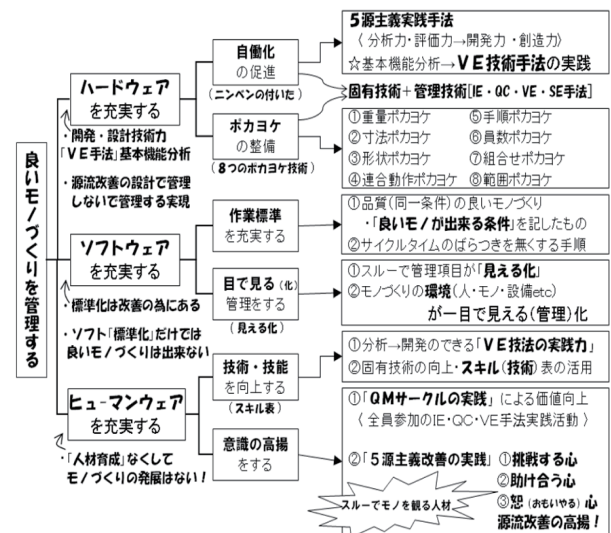 良いモノづくりを管理する
ハードウェア
を充実する
・開発・設計技術力
「VE手法」基本機能分析
・源流改善の設計で管理
しないで管理する実現
自働化
の促進
(ニンベンの付いだ)
ポカヨケ
の整備
(8つのポカヨケ技術)
5源主義実践手法
〈分析力・評価力→開発力・創造力〉
☆基本機能分析→VE技術手法の実践
固有技術+管理技術[IE・QC・VE・SE手法]
①重量ポカヨケ ⑤手順ポカヨケ
②寸法ポカヨケ ⑥員数ポカヨケ
③形状ポカヨケ ⑦組合せポカヨケ
④連合動作ポカヨケ ⑧範囲ポカヨケ
ソフトウェア
を充実する
・標準化は改善の為にある
・ソフト「標準化」だけでは
良いモノづくりは出来ない
作業標準
を充実する
目で見る(化)
管理をする
(見える化)
①品質(同一条件)の良いモノづくり
・「良いモノが出来る条件」を記したもの
②サイクルタイムのばらつきを無くする手順
①スルーで管理項目が「見える化」
②モノづくりの環境(人・モノ・設備etc)
が一目で見える(管理)化
ヒューマンウェア
を充実する
・「人材育成」なくして
モノづくりの発展はない!
技術・技能
を向上する
(スキル表)
意識の高揚
をする
①分析→開発のできる「VE技法の実践力」
②固有技術の向上・スキル(技術)表の活用
①「QMサークルの実践」による価値向上
〈全員参加のIE・QC・VE手法実践活動〉
②「5源主義改善の実践」 ①挑戦する心
②助け合う心
③恕(おもいやる)心
源流改善の高揚!
スルーでモノを観る人材